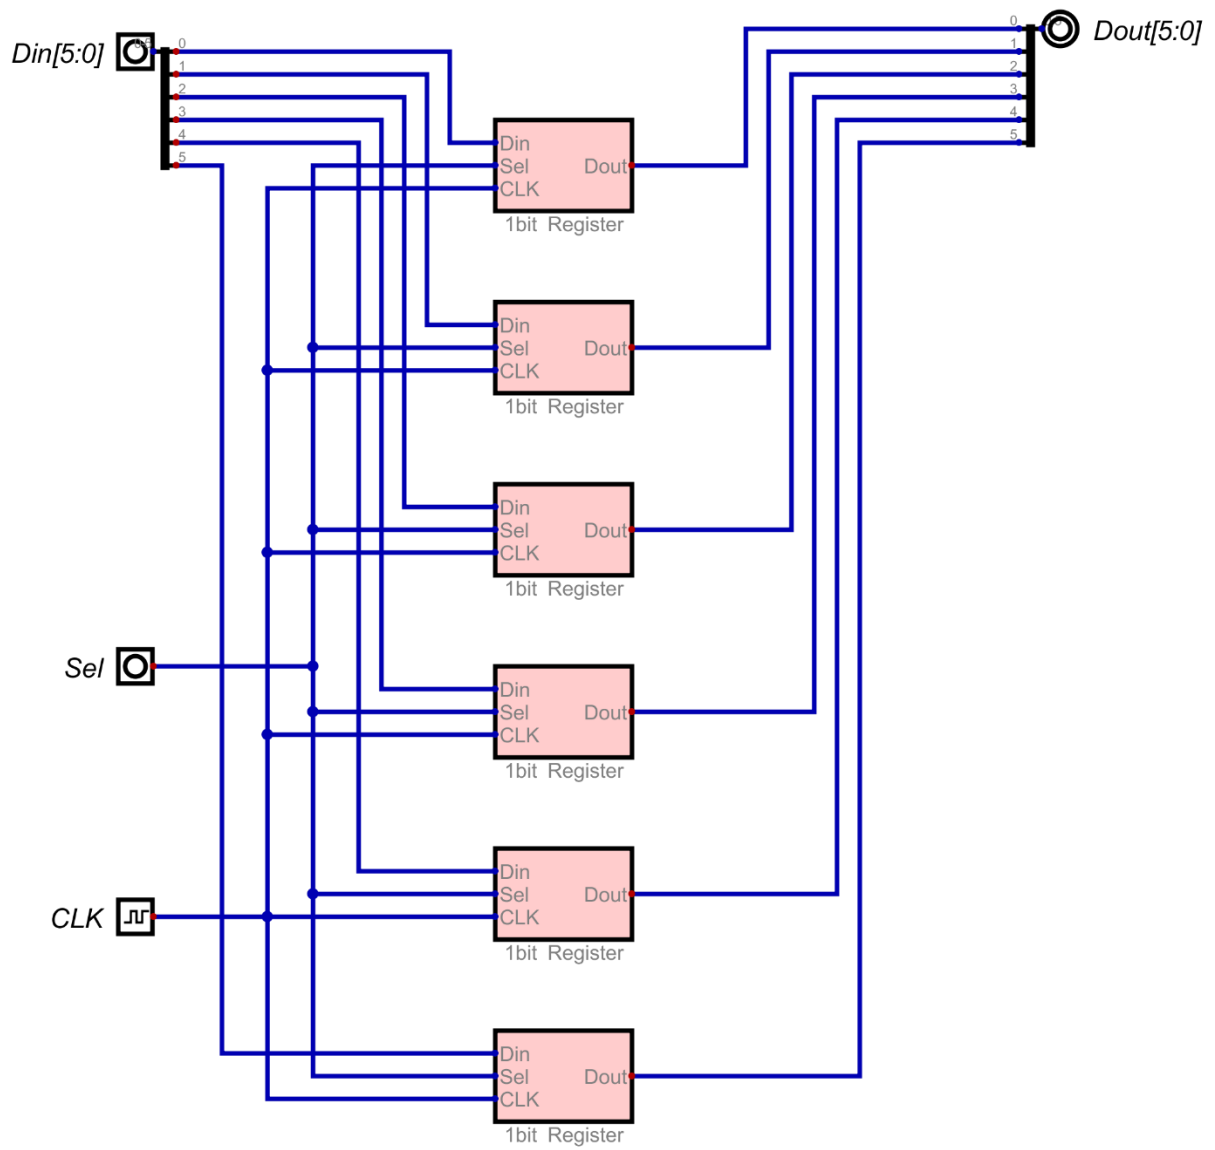 Din[5:0]
0
1
2
3
4
5
0
1
2
3
4
5
Dout[5:0]
Din
Sel
CLK
Dout
1bit Register
Din
Sel
CLK
Dout
1bit Register
Din
Sel
CLK
Dout
1bit Register
Sel
Din
Sel
CLK
Dout
1bit Register
CLK
Din
Sel
CLK
Dout
1bit Register
Din
Sel
CLK
Dout
1bit Register